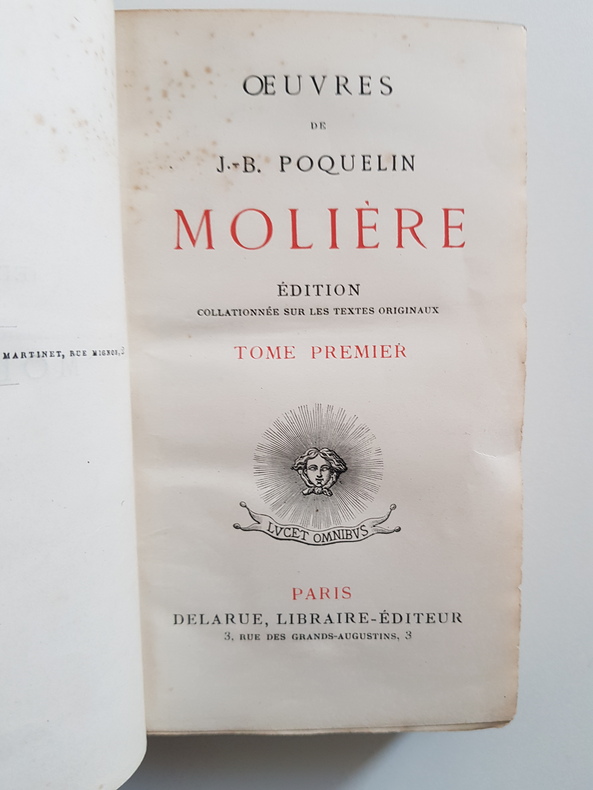 MARTINET, RUE MIGNON, 2
ŒUVRES
DE
J.-B. POQUELIN
MOLIÈRE
ÉDITION
COLLATIONNÉE SUR LES TEXTES ORIGINAUX
TOME PREMIER
LVCET OMNIBVS
PARIS
DELARUE, LIBRAIRE-ÉDITEUR
3, RUE DES GRANDS-AUGUSTINS, 3